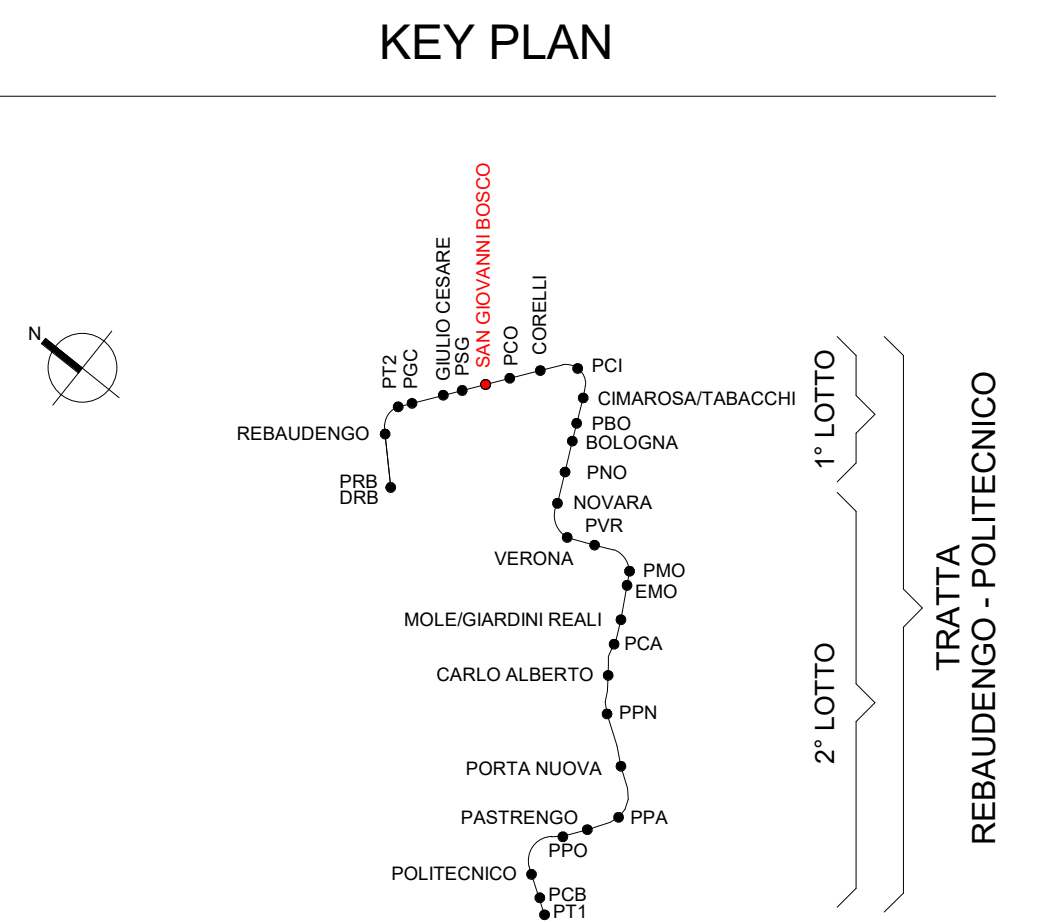 KEY PLAN
N
PT2
PGC
GIULIO CESARE
PSG
SAN GIOVANNI BOSCO
PCO
CORELLI
PCI
CIMAROSA/TABACCHI
PBO
BOLOGNA
PNO
NOVARA
PVR
VERONA
PMO
EMO
MOLE/GIARDINI REALI
PCA
CARLO ALBERTO
PPN
PORTA NUOVA
PASTRENGO
PPA
PPO
POLITECNICO
PCB
PT1
REBAUDENGO
PRB
DRB
1° LOTTO
2° LOTTO
TRATTA
REBAUDENGO - POLITECNICO